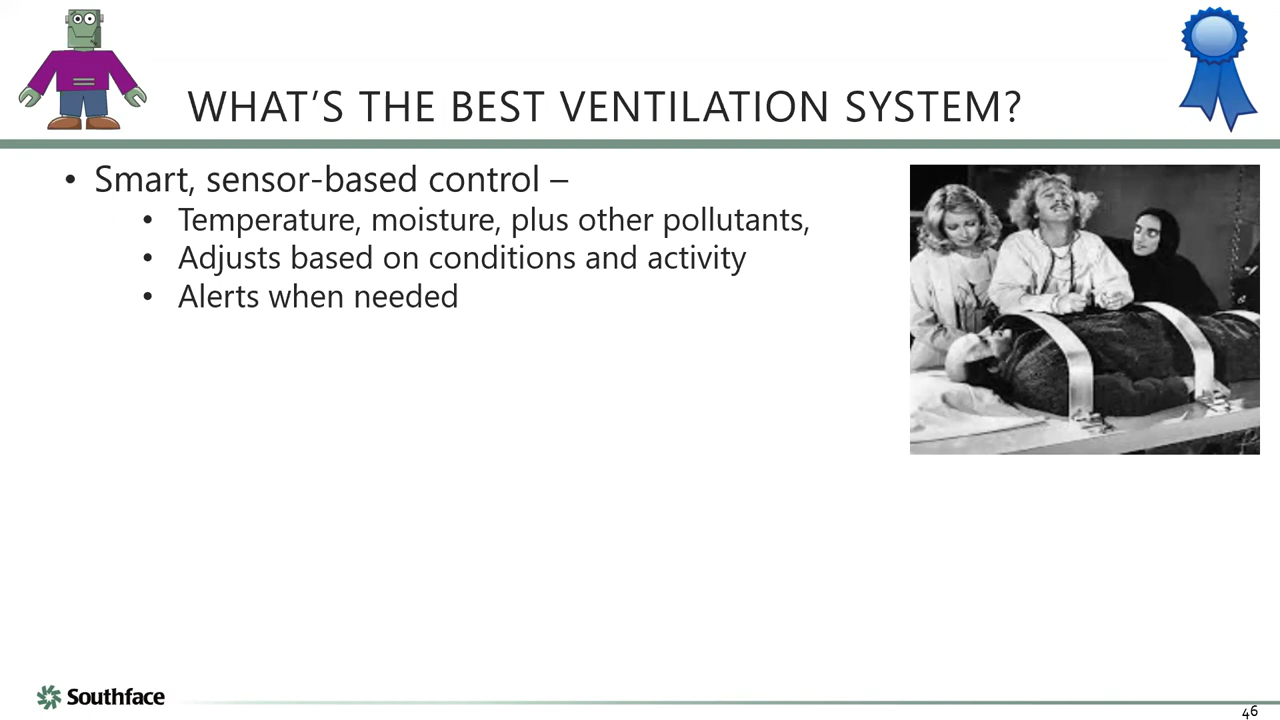 WHAT’S THE BEST VENTILATION SYSTEM?
• Smart, sensor-based control –
• Temperature, moisture, plus other pollutants,
• Adjusts based on conditions and activity
• Alerts when needed
Southface
46